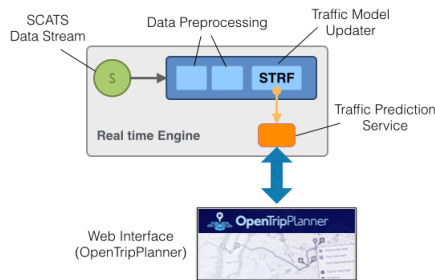 SCATS
Data Stream
Data Preprocessing
Traffic Model
Updater
S
STRF
Real time Engine
Traffic Prediction
Service
Web Interface
(OpenTripPlanner)
OpenTripPlanner